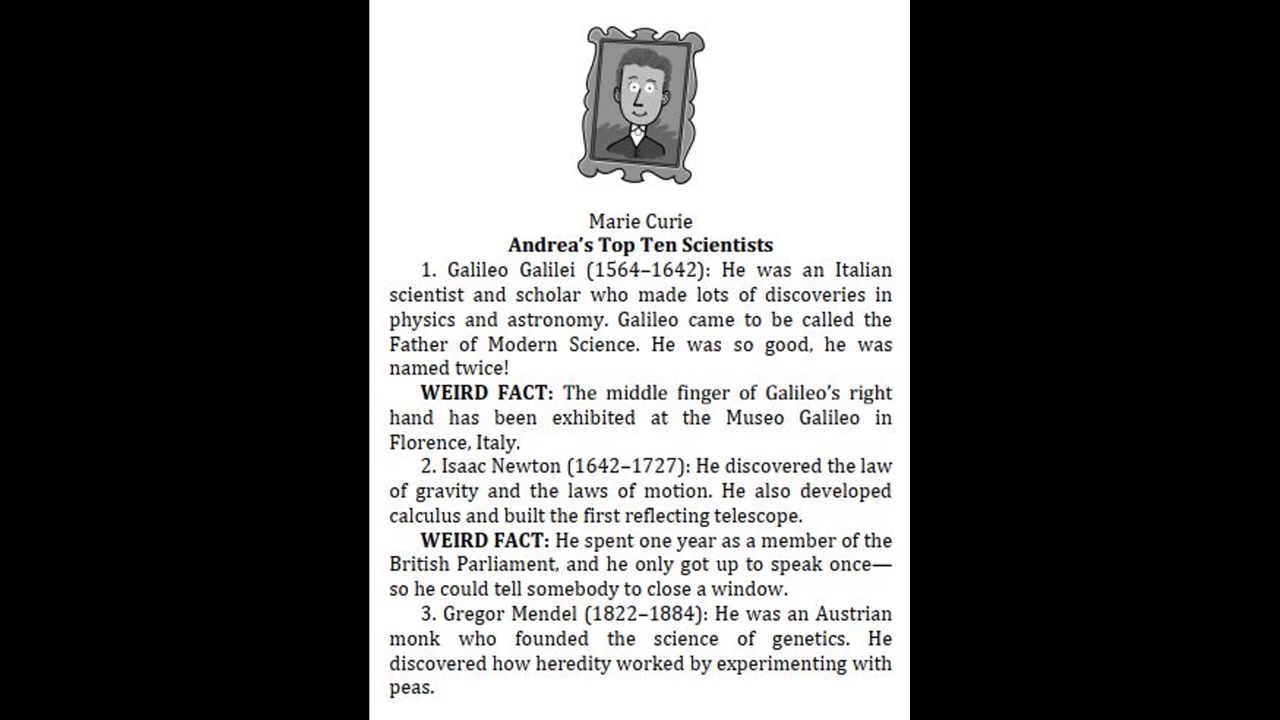 Marie Curie
Andrea’s Top Ten Scientists
1. Galileo Galilei (1564–1642): He was an Italian
scientist and scholar who made lots of discoveries in
physics and astronomy. Galileo came to be called the
Father of Modern Science. He was so good, he was
named twice!
WEIRD FACT: The middle finger of Galileo’s right
hand has been exhibited at the Museo Galileo in
Florence, Italy.
2. Isaac Newton (1642–1727): He discovered the law
of gravity and the laws of motion. He also developed
calculus and built the first reflecting telescope.
WEIRD FACT: He spent one year as a member of the
British Parliament, and he only got up to speak once—
so he could tell somebody to close a window.
3. Gregor Mendel (1822–1884): He was an Austrian
monk who founded the science of genetics. He
discovered how heredity worked by experimenting with
peas.